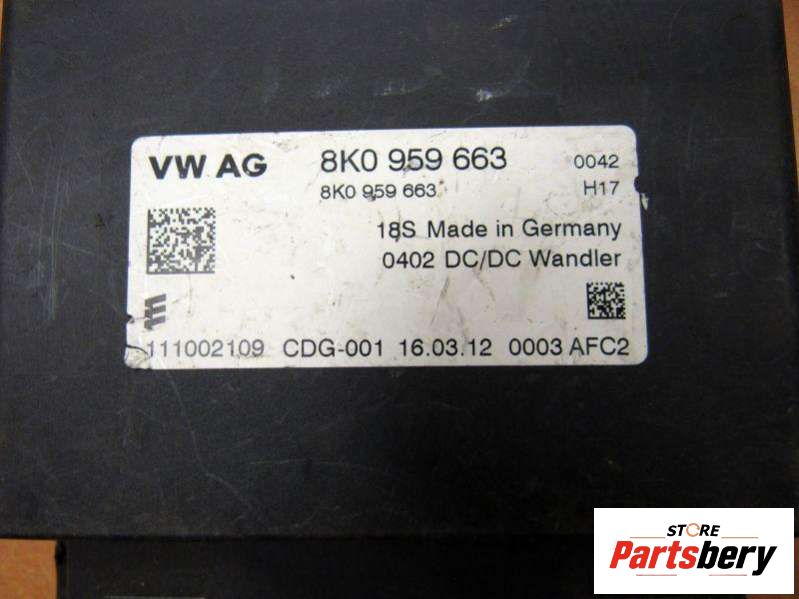 VW AG 8K0 959 663 0042
8K0 959 663 H17
18S Made in Germany
0402 DC/DC Wandler
111002109 CDG-001 16.03.12 0003 AFC2
STORE
Partsbery